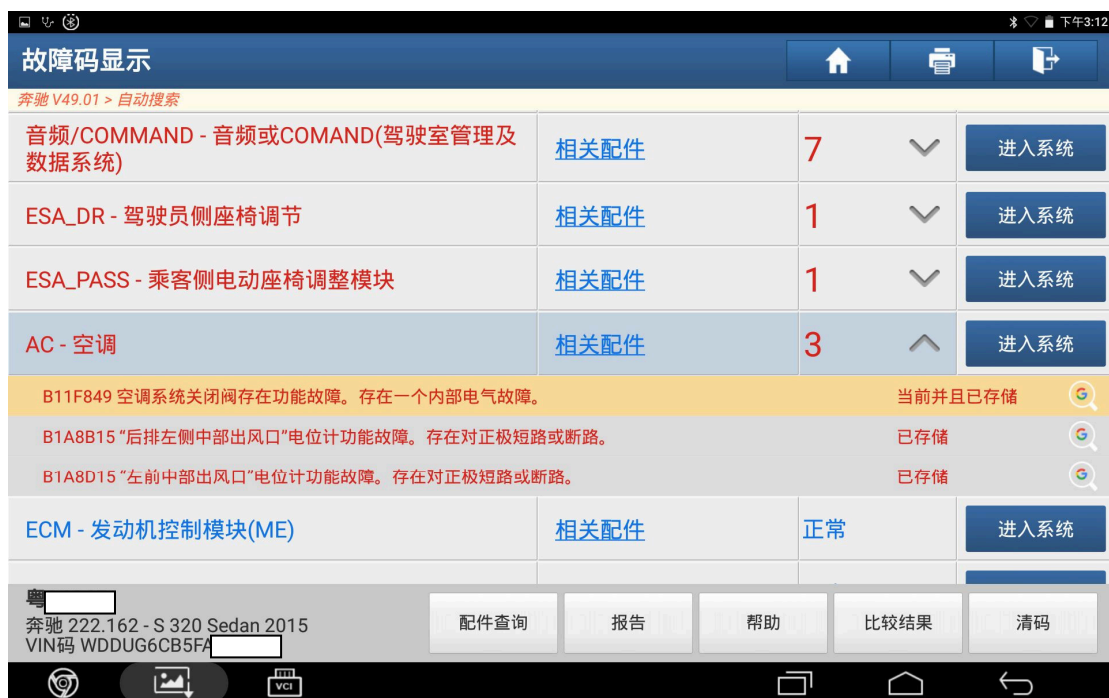 下午3:12
故障码显示
奔驰 V49.01 > 自动搜索
音频/COMMAND - 音频或COMAND(驾驶室管理及
数据系统)
相关配件
7
进入系统
ESA_DR - 驾驶员侧座椅调节
相关配件
1
进入系统
ESA_PASS - 乘客侧电动座椅调整模块
相关配件
1
进入系统
AC - 空调
相关配件
3
进入系统
B11F849 空调系统关闭阀存在功能故障。存在一个内部电气故障。
当前并且已存储
G
B1A8B15 “后排左侧中部出风口”电位计功能故障。存在对正极短路或断路。
已存储
G
B1A8D15 “左前中部出风口”电位计功能故障。存在对正极短路或断路。
已存储
G
ECM - 发动机控制模块(ME)
相关配件
正常
进入系统
粤
奔驰 222.162 - S 320 Sedan 2015
VIN码 WDDUG6CB5FA
配件查询
报告
帮助
比较结果
清码
VCI